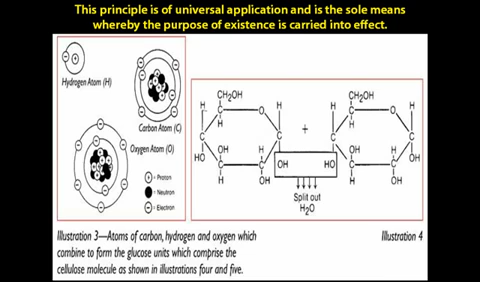 This principle is of universal application and is the sole means
whereby the purpose of existence is carried into effect.
Hydrogen Atom (H)
Carbon Atom (C)
Oxygen Atom (O)
+ = Proton
= Neutron
− = Electron
CH₂OH
H
O
H
H
HO
OH
H
H
OH
H
OH
+
CH₂OH
H
O
H
H
HO
OH
H
H
OH
H
OH
Split out
H₂O
Illustration 3—Atoms of carbon, hydrogen and oxygen which
combine to form the glucose units which comprise the
cellulose molecule as shown in illustrations four and five.
Illustration 4